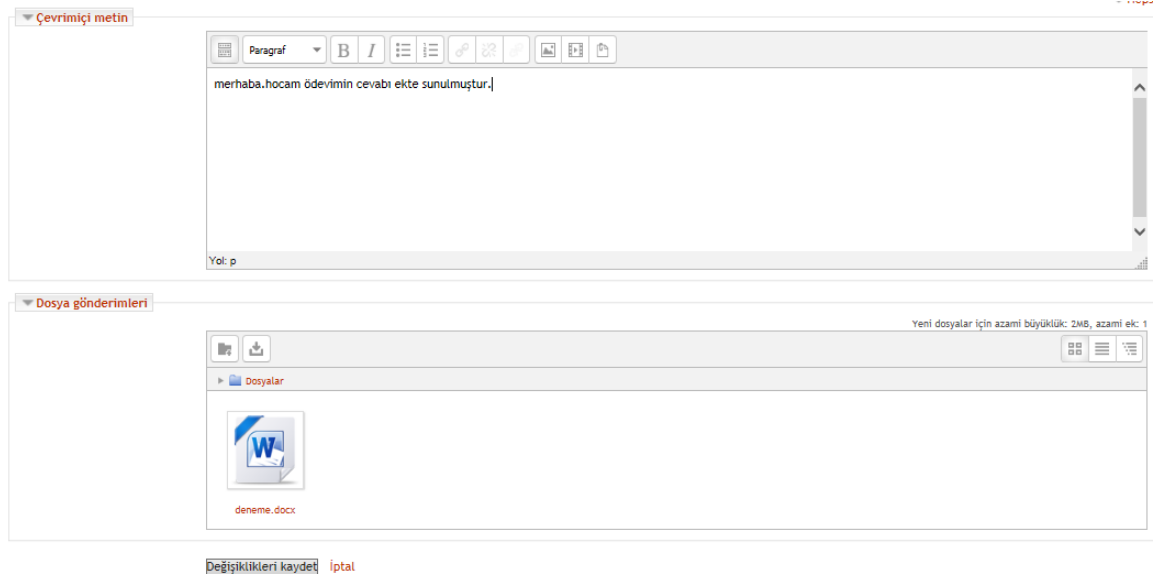 Çevrimiçi metin
Paragraf
B I
merhaba.hocam ödevimin cevabı ekte sunulmuştur.
Yol: p
Dosya gönderimleri
Yeni dosyalar için azami büyüklük: 2MB, azami ek: 1
Dosyalar
W
deneme.docx
Değişiklikleri kaydet İptal